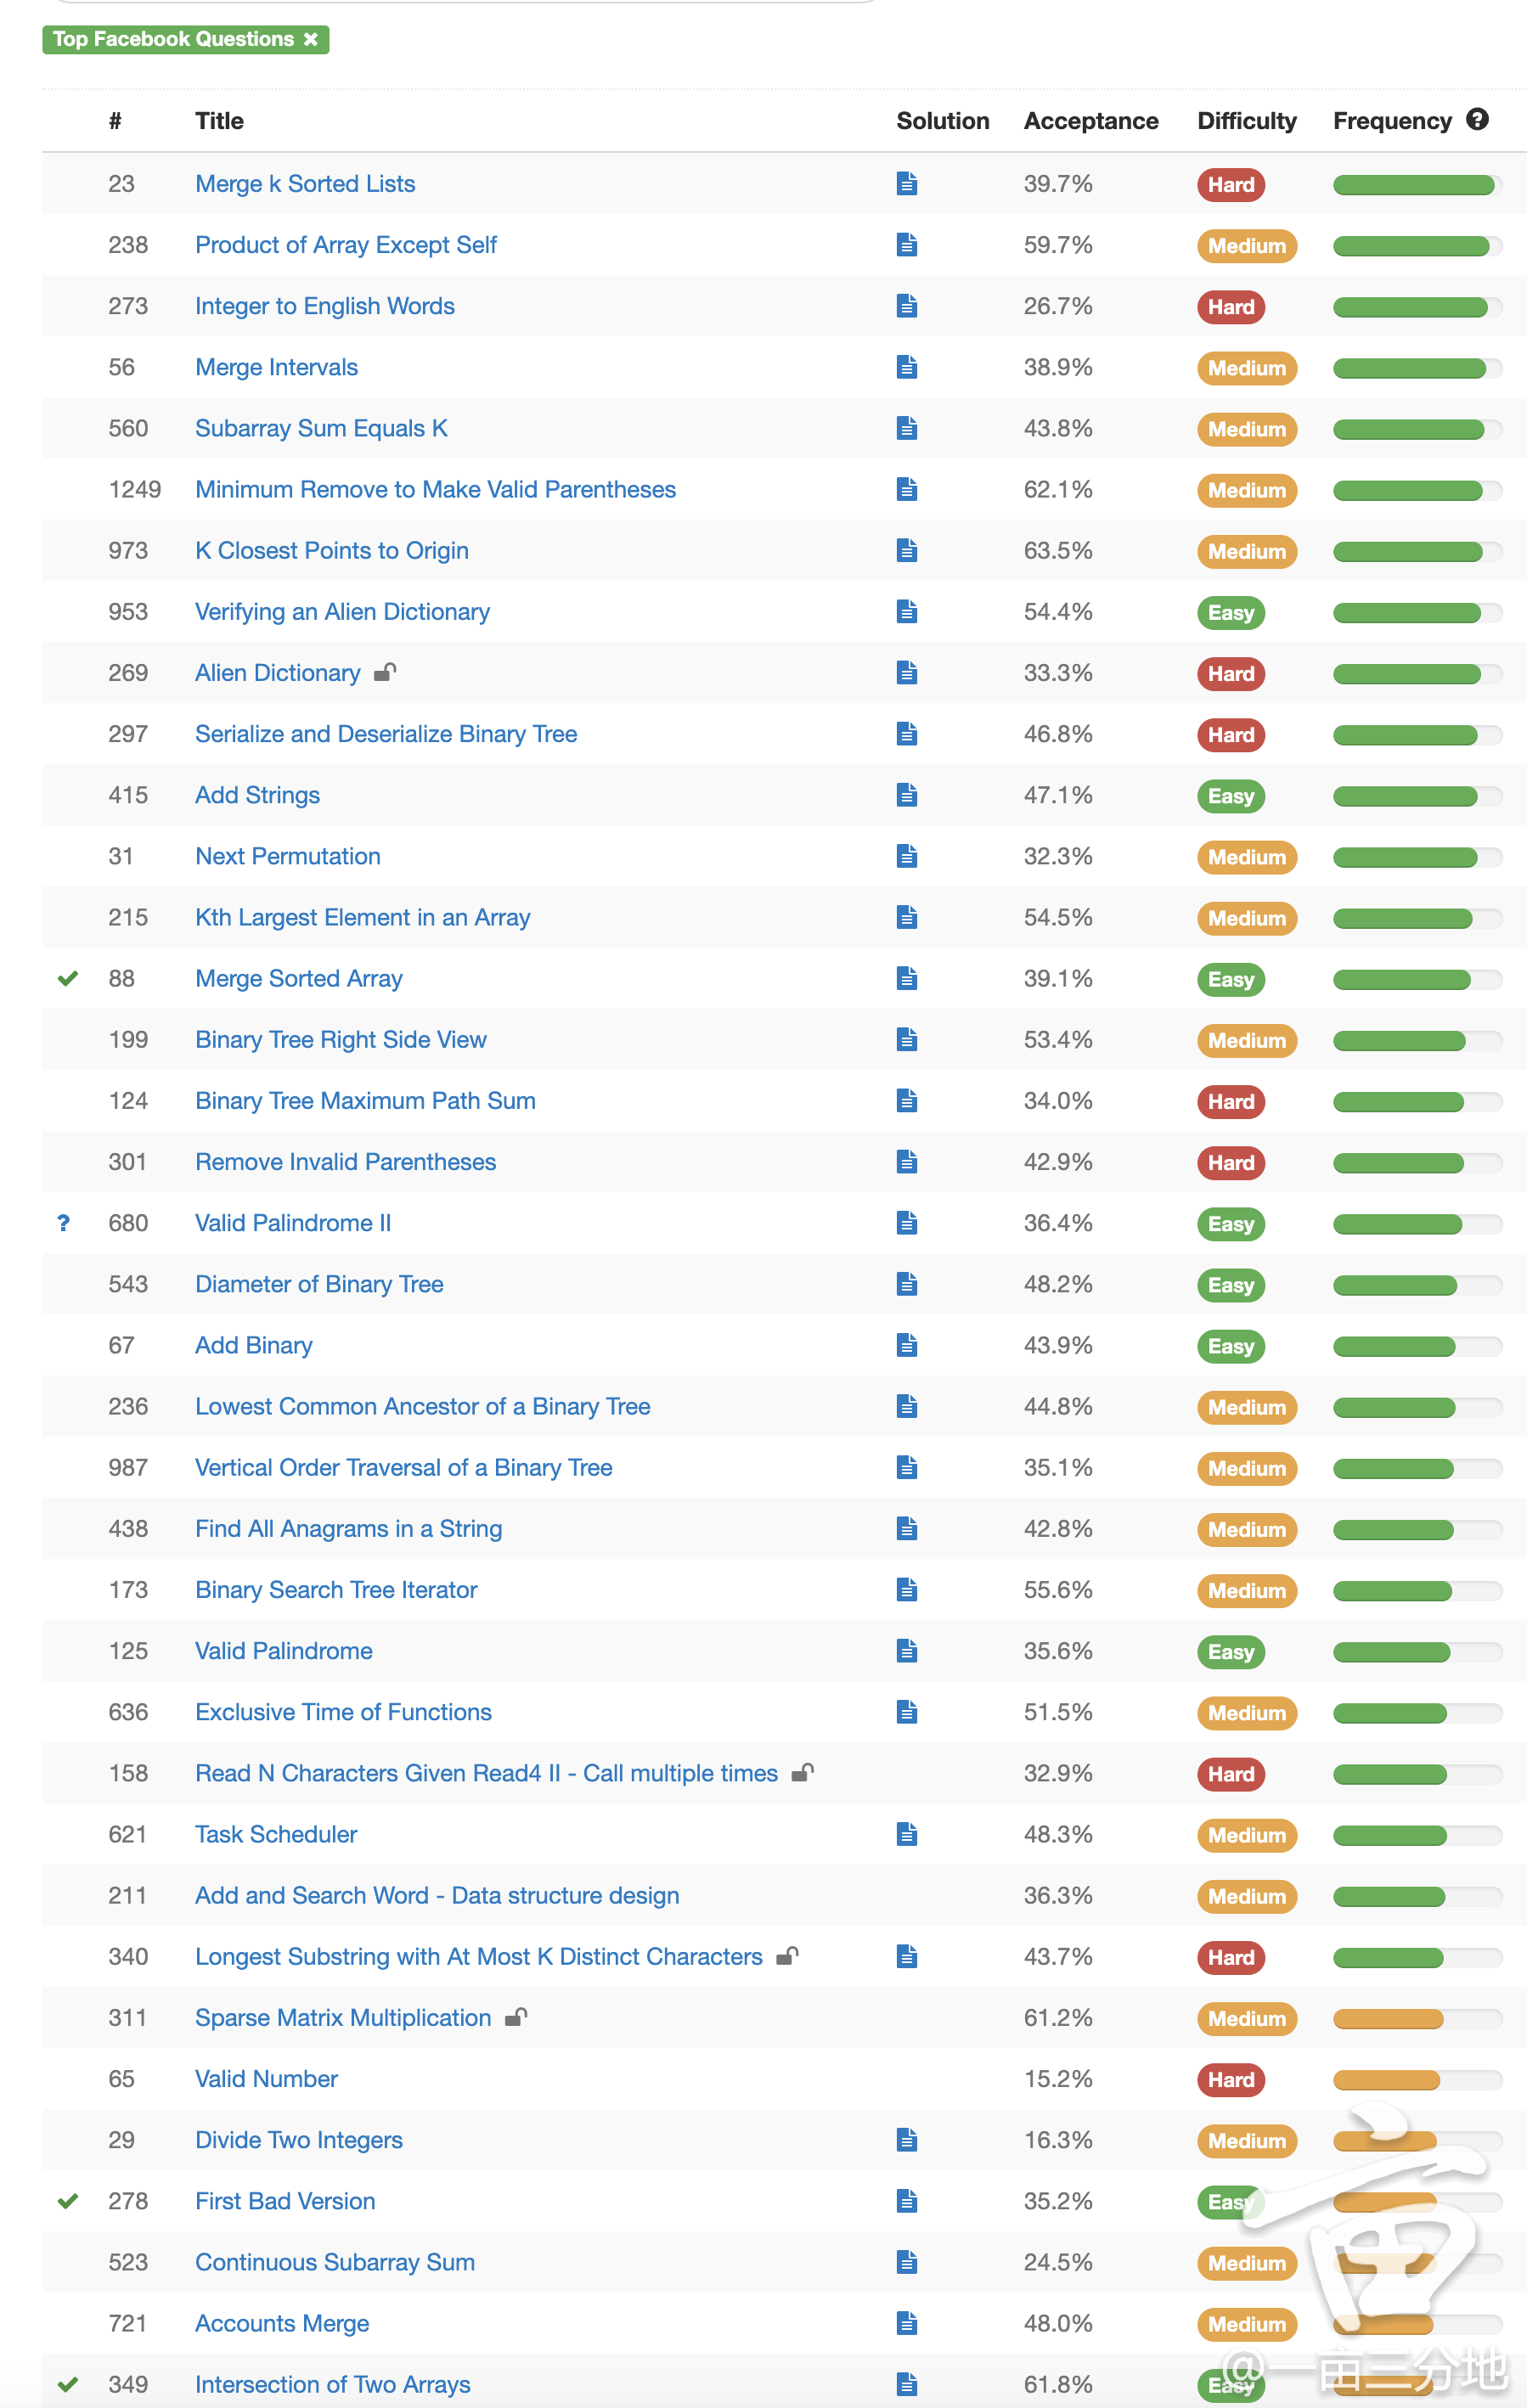 Top Facebook Questions ×
# Title Solution Acceptance Difficulty Frequency ?
23 Merge k Sorted Lists 39.7% Hard
238 Product of Array Except Self 59.7% Medium
273 Integer to English Words 26.7% Hard
56 Merge Intervals 38.9% Medium
560 Subarray Sum Equals K 43.8% Medium
1249 Minimum Remove to Make Valid Parentheses 62.1% Medium
973 K Closest Points to Origin 63.5% Medium
953 Verifying an Alien Dictionary 54.4% Easy
269 Alien Dictionary 33.3% Hard
297 Serialize and Deserialize Binary Tree 46.8% Hard
415 Add Strings 47.1% Easy
31 Next Permutation 32.3% Medium
215 Kth Largest Element in an Array 54.5% Medium
88 Merge Sorted Array 39.1% Easy
199 Binary Tree Right Side View 53.4% Medium
124 Binary Tree Maximum Path Sum 34.0% Hard
301 Remove Invalid Parentheses 42.9% Hard
? 680 Valid Palindrome II 36.4% Easy
543 Diameter of Binary Tree 48.2% Easy
67 Add Binary 43.9% Easy
236 Lowest Common Ancestor of a Binary Tree 44.8% Medium
987 Vertical Order Traversal of a Binary Tree 35.1% Medium
438 Find All Anagrams in a String 42.8% Medium
173 Binary Search Tree Iterator 55.6% Medium
125 Valid Palindrome 35.6% Easy
636 Exclusive Time of Functions 51.5% Medium
158 Read N Characters Given Read4 II - Call multiple times 32.9% Hard
621 Task Scheduler 48.3% Medium
211 Add and Search Word - Data structure design 36.3% Medium
340 Longest Substring with At Most K Distinct Characters 43.7% Hard
311 Sparse Matrix Multiplication 61.2% Medium
65 Valid Number 15.2% Hard
29 Divide Two Integers 16.3% Medium
278 First Bad Version 35.2% Easy
523 Continuous Subarray Sum 24.5% Medium
721 Accounts Merge 48.0% Medium
349 Intersection of Two Arrays 61.8% Easy
亩
@一亩三分地